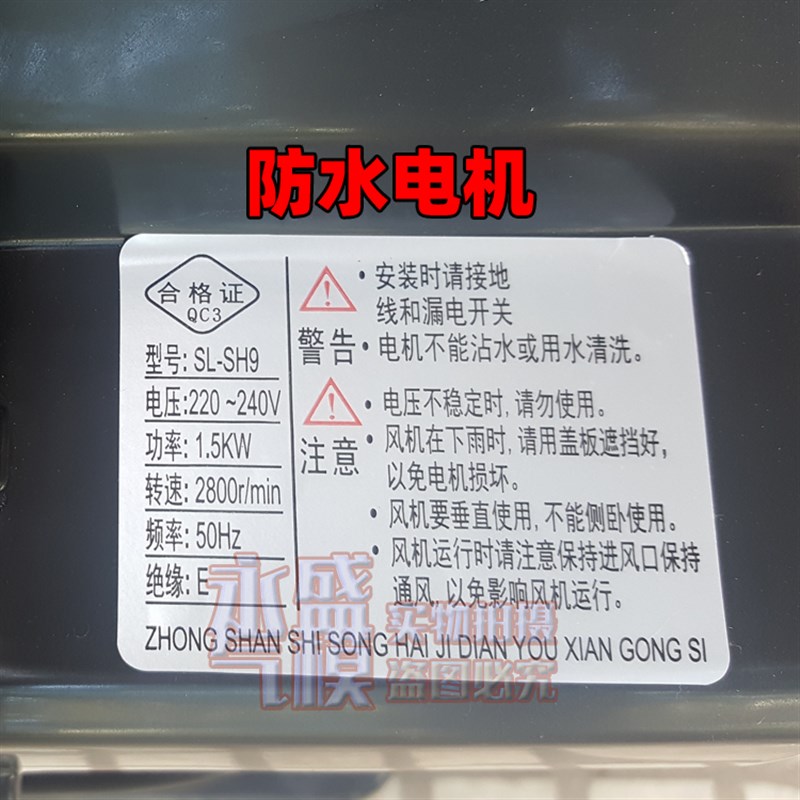 防水电机
合格证
QC3
型号: SL-SH9
电压: 220 ~240V
功率: 1.5KW
转速: 2800r/min
频率: 50Hz
绝缘: E
警告
・安装时请接地
线和漏电开关
・电机不能沾水或用水清洗。
注意
・电压不稳定时, 请勿使用。
・风机在下雨时, 请用盖板遮挡好,
以免电机损坏。
・风机要垂直使用, 不能侧卧使用。
・风机运行时请注意保持进风口保持
通风, 以免影响风机运行。
ZHONG SHAN SHI SONG HAI JI DIAN YOU XIAN GONG SI
永盛
气模
实物拍摄
盗图必究